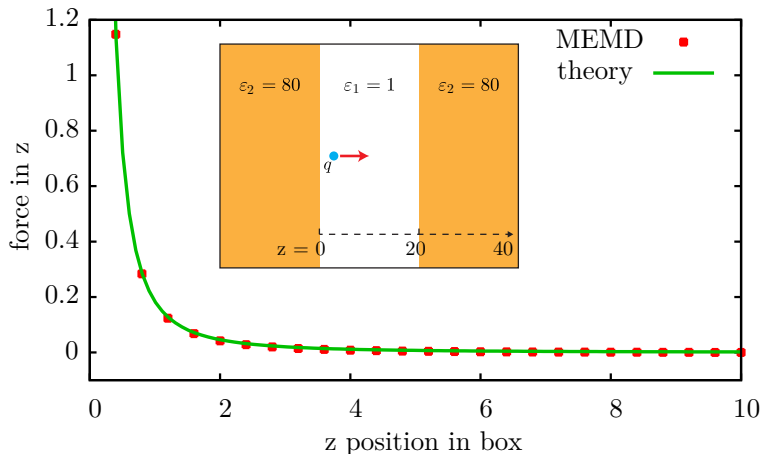 1.2
1
0.8
0.6
0.4
0.2
0
force in z
MEMD
theory
ε₂ = 80 ε₁ = 1 ε₂ = 80
q
z = 0 20 40
0 2 4 6 8 10
z position in box